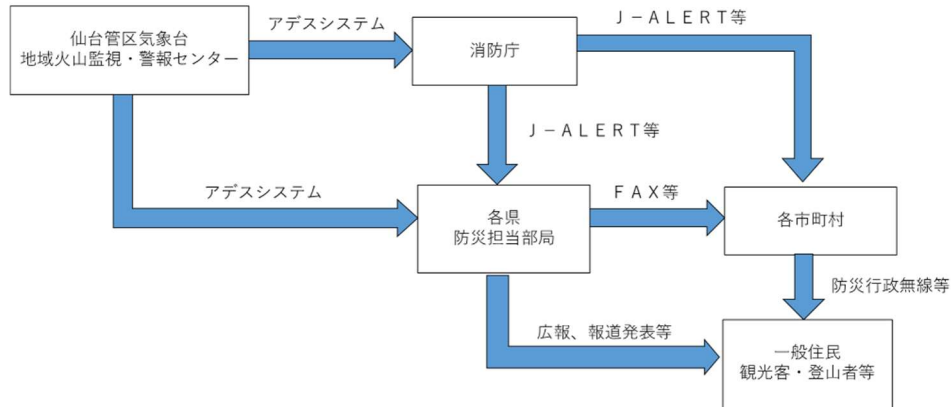 アデスシステム
Ｊ－ＡＬＥＲＴ等
仙台管区気象台
地域火山監視・警報センター
消防庁
Ｊ－ＡＬＥＲＴ等
アデスシステム
ＦＡＸ等
各県
防災担当部局
各市町村
防災行政無線等
広報、報道発表等
一般住民
観光客・登山者等